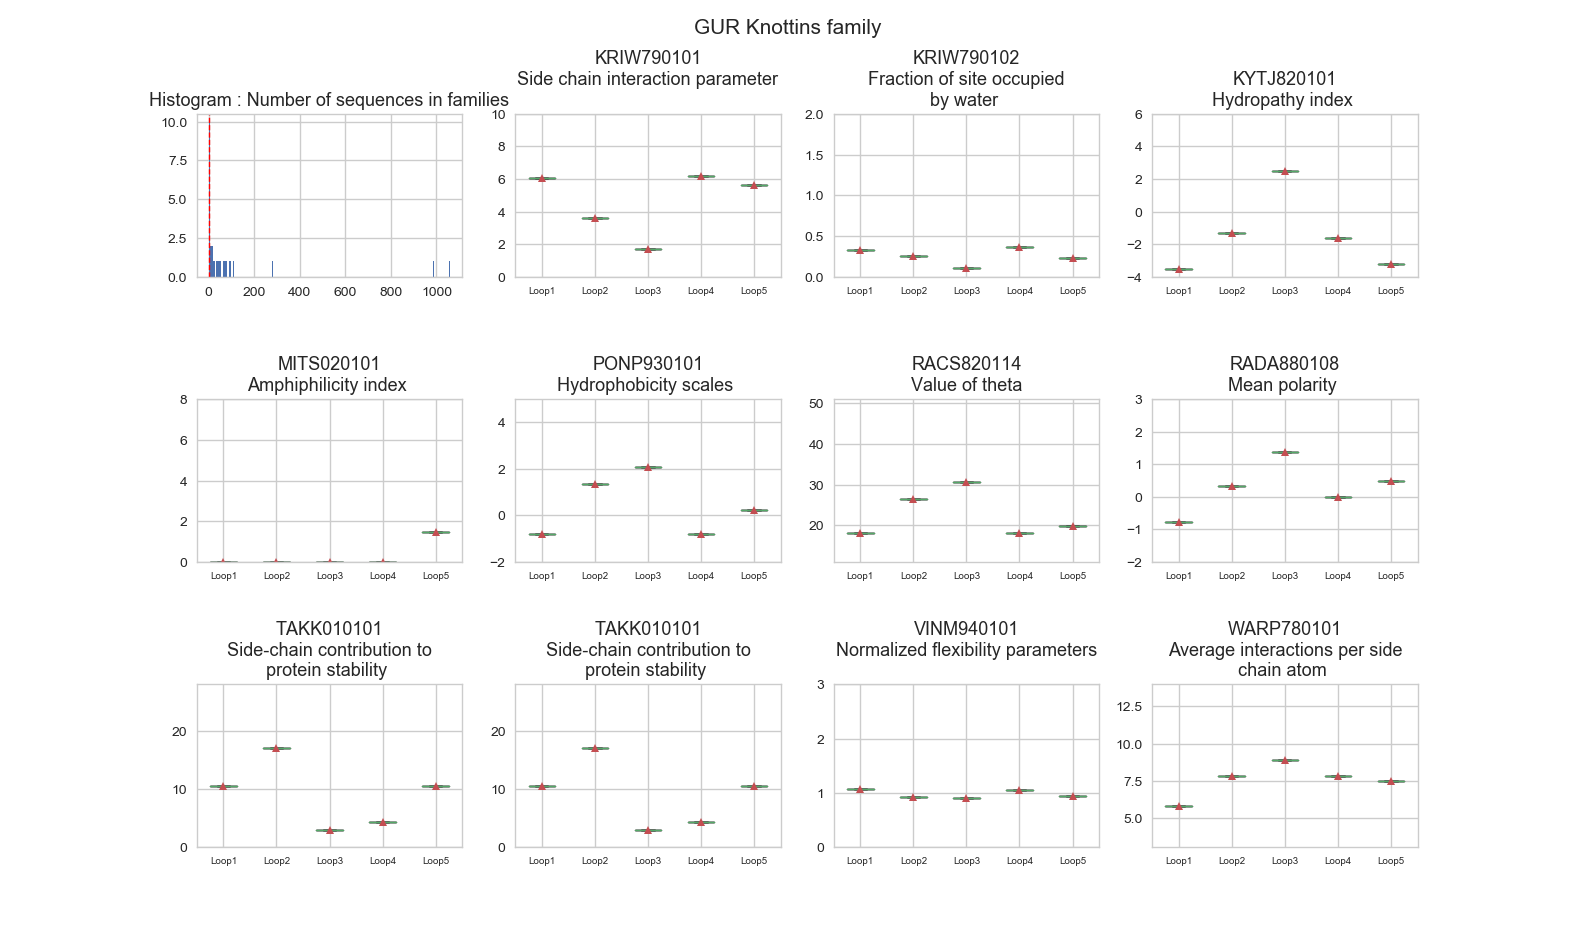 GUR Knottins family
Histogram : Number of sequences in families
10.0
7.5
5.0
2.5
0.0
0 200 400 600 800 1000
KRIW790101
Side chain interaction parameter
10
8
6
4
2
0
Loop1 Loop2 Loop3 Loop4 Loop5
KRIW790102
Fraction of site occupied
by water
2.0
1.5
1.0
0.5
0.0
Loop1 Loop2 Loop3 Loop4 Loop5
KYTJ820101
Hydropathy index
6
4
2
0
−2
−4
Loop1 Loop2 Loop3 Loop4 Loop5
MITS020101
Amphiphilicity index
8
6
4
2
0
Loop1 Loop2 Loop3 Loop4 Loop5
PONP930101
Hydrophobicity scales
4
2
0
−2
Loop1 Loop2 Loop3 Loop4 Loop5
RACS820114
Value of theta
50
40
30
20
Loop1 Loop2 Loop3 Loop4 Loop5
RADA880108
Mean polarity
3
2
1
0
−1
−2
Loop1 Loop2 Loop3 Loop4 Loop5
TAKK010101
Side-chain contribution to
protein stability
20
10
0
Loop1 Loop2 Loop3 Loop4 Loop5
TAKK010101
Side-chain contribution to
protein stability
20
10
0
Loop1 Loop2 Loop3 Loop4 Loop5
VINM940101
Normalized flexibility parameters
3
2
1
0
Loop1 Loop2 Loop3 Loop4 Loop5
WARP780101
Average interactions per side
chain atom
12.5
10.0
7.5
5.0
Loop1 Loop2 Loop3 Loop4 Loop5